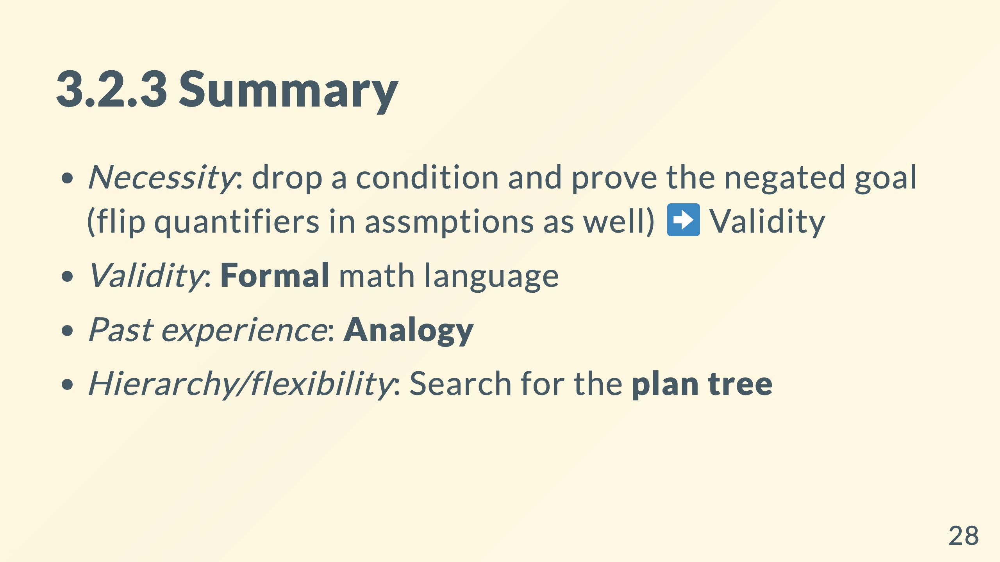 3.2.3 Summary
• Necessity: drop a condition and prove the negated goal
(flip quantifiers in assmptions as well) ➡️ Validity
• Validity: Formal math language
• Past experience: Analogy
• Hierarchy/flexibility: Search for the plan tree
28